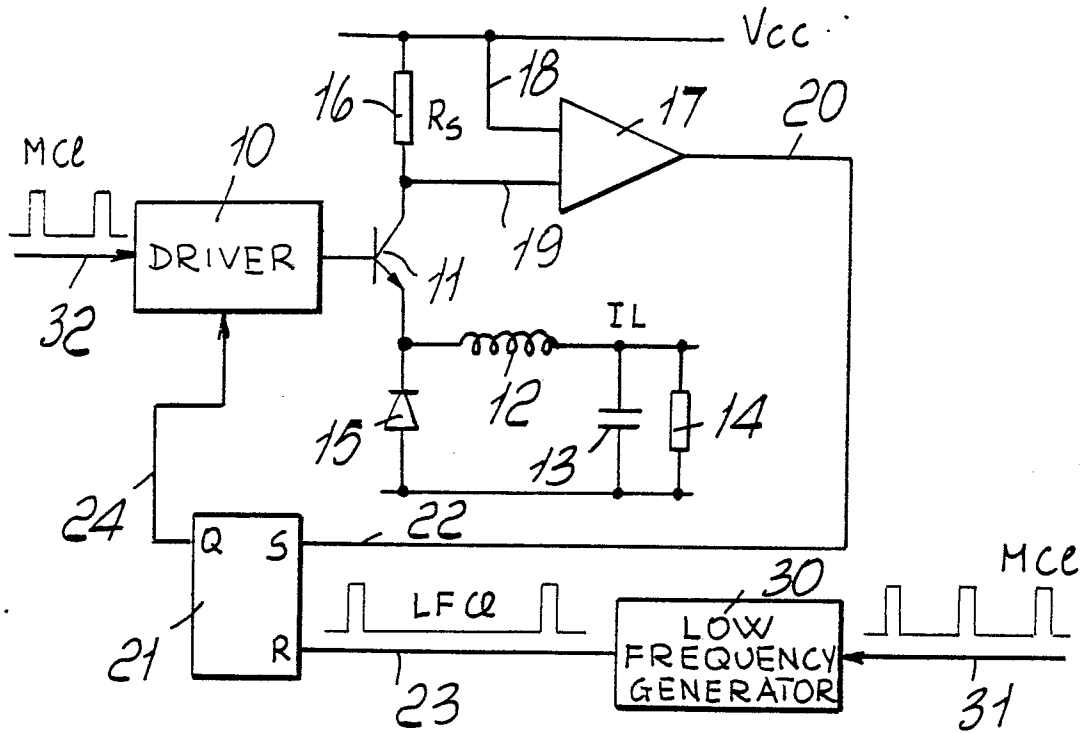 Vcc
18
16
RS
17
20
MCl
10
DRIVER
19
11
32
IL
12
15
13
14
24
22
Q S
R
21
LFCl
23
30
LOW
FREQUENCY
GENERATOR
MCl
31